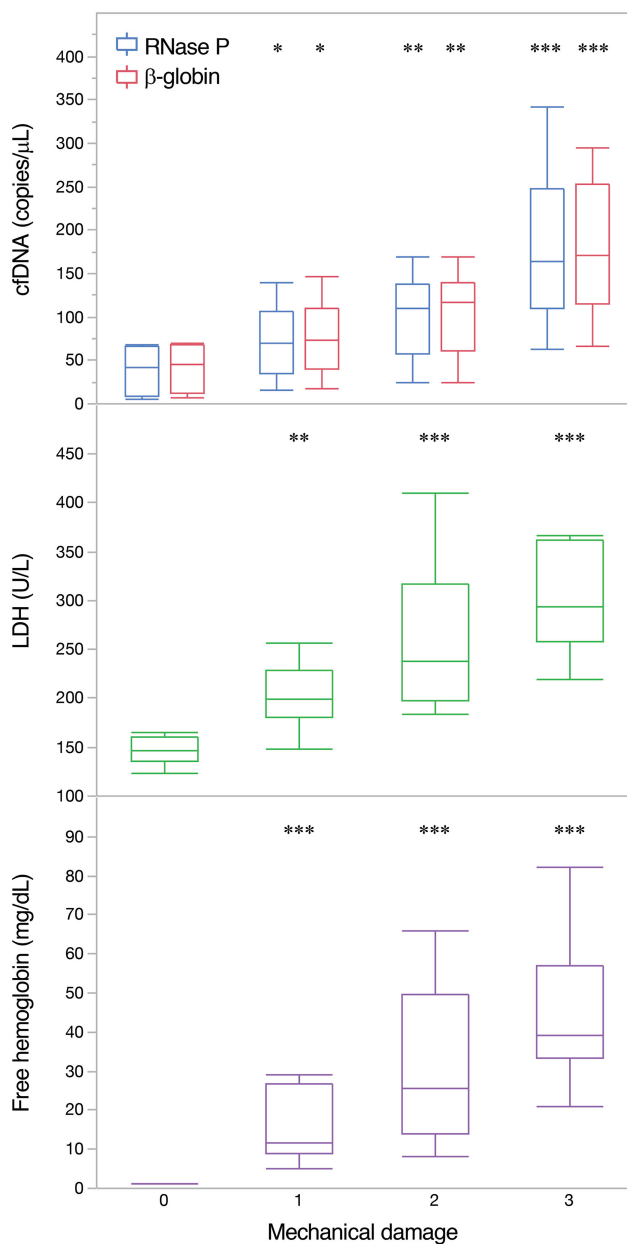 RNase P
β-globin
* * ** ** *** ***
cfDNA (copies/μL)
400
350
300
250
200
150
100
50
0
** *** ***
LDH (U/L)
450
400
350
300
250
200
150
100
*** *** ***
Free hemoglobin (mg/dL)
90
80
70
60
50
40
30
20
10
0
0 1 2 3
Mechanical damage